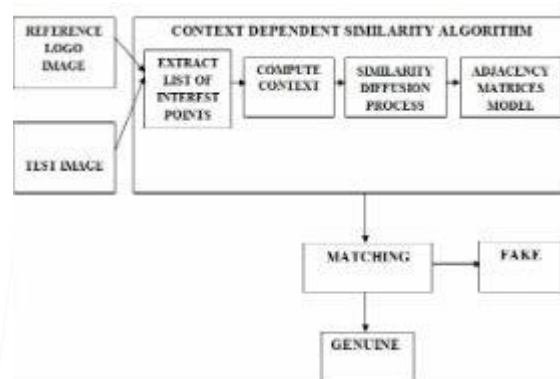 REFERENCE
LOGO
IMAGE
TEST IMAGE
CONTEXT DEPENDENT SIMILARITY ALGORITHM
EXTRACT
LIST OF
INTEREST
POINTS
COMPUTE
CONTEXT
SIMILARITY
DIFFUSION
PROCESS
ADJACENCY
MATRICES
MODEL
MATCHING
FAKE
GENUINE